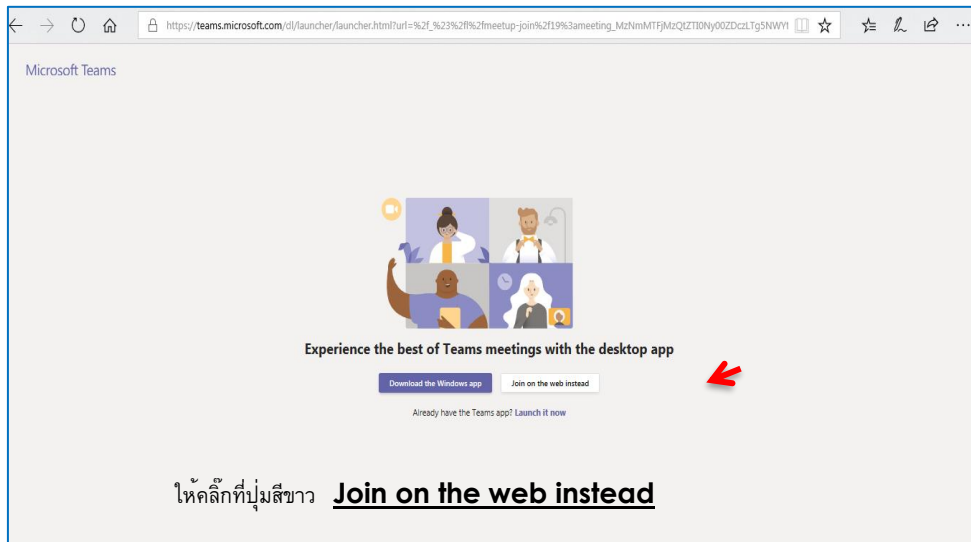 https://teams.microsoft.com/dl/launcher/launcher.html?url=%2f_%23%2fl%2fmeetup-join%2f19%3ameeting_MzNmMTFjMzQtZTI0Ny00ZDczLTg5NWYt
Microsoft Teams
Experience the best of Teams meetings with the desktop app
Download the Windows app Join on the web instead
Already have the Teams app? Launch it now
ให้คลิ๊กที่ปุ่มสีขาว Join on the web instead